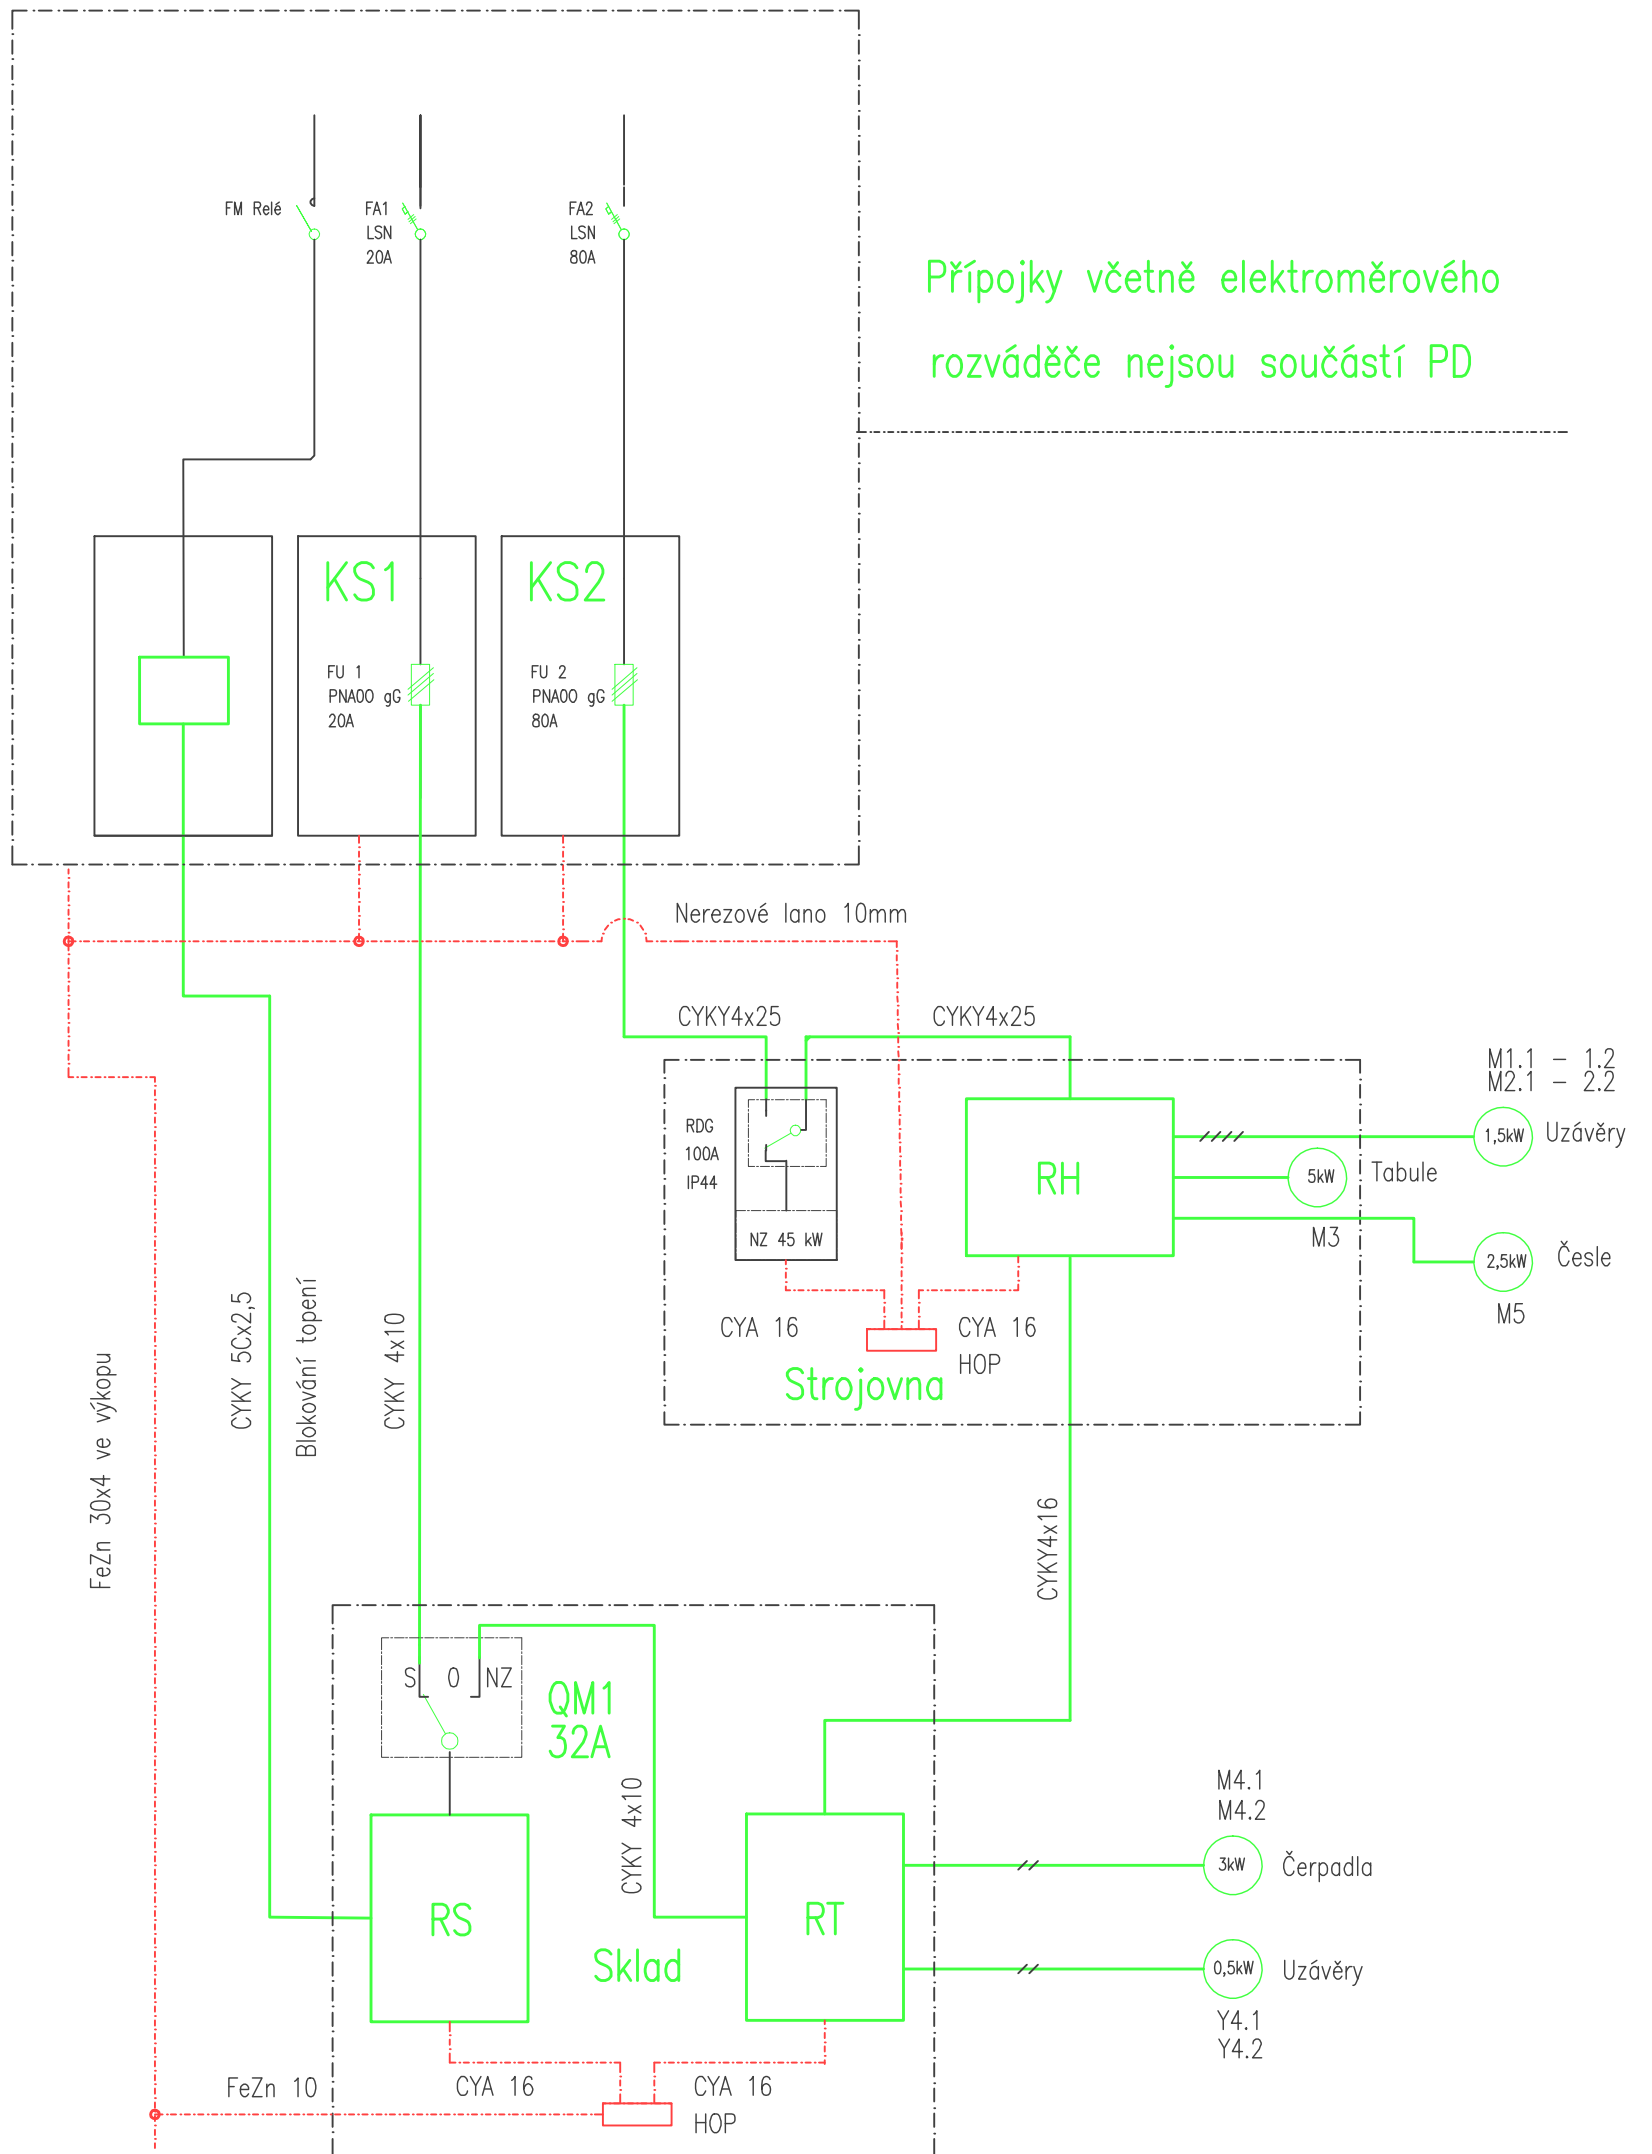 FM Relé
FA1
LSN
20A
FA2
LSN
80A
Přípojky včetně elektroměrového
rozváděče nejsou součástí PD
KS1
KS2
FU 1
PNA00 gG
20A
FU 2
PNA00 gG
80A
Nerezové lano 10mm
CYKY4x25
CYKY4x25
M1.1 – 1.2
M2.1 – 2.2
RDG
100A
IP44
RH
1,5kW
Uzávěry
5kW
Tabule
M3
NZ 45 kW
2,5kW
Česle
M5
CYA 16
CYA 16
HOP
Strojovna
FeZn 30x4 ve výkopu
CYKY 5Cx2,5
Blokování topení
CYKY 4x10
CYKY4x16
S 0 NZ
QM1
32A
CYKY 4x10
M4.1
M4.2
3kW
Čerpadla
RS
RT
Sklad
0,5kW
Uzávěry
Y4.1
Y4.2
FeZn 10
CYA 16
CYA 16
HOP